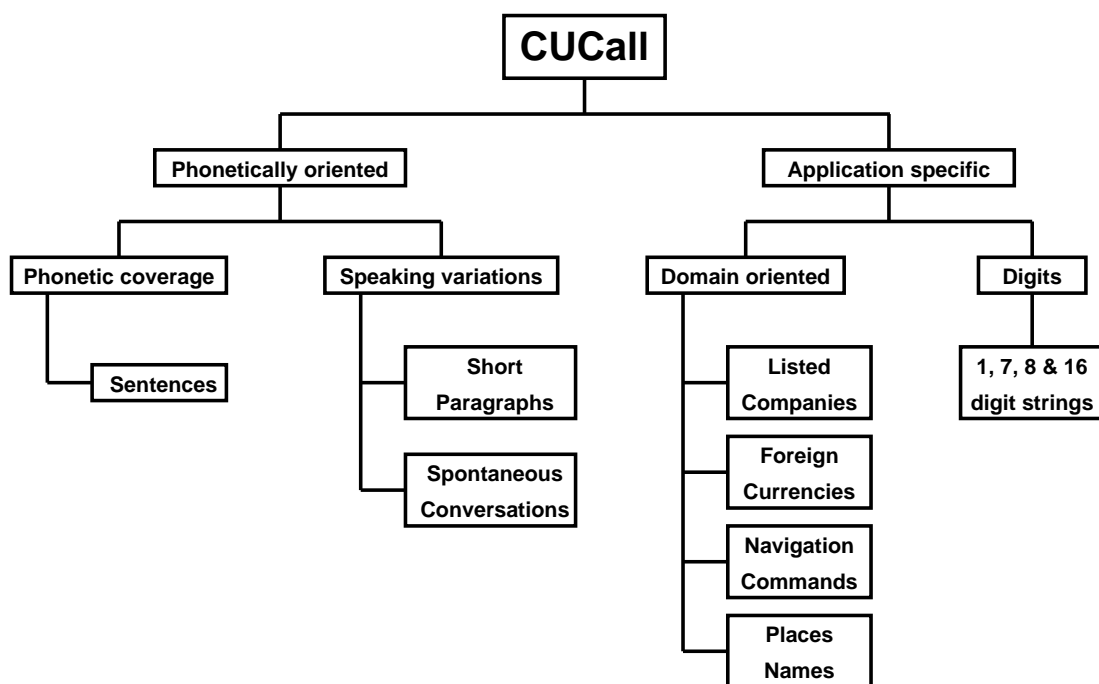 CUCall
Phonetically oriented
Application specific
Phonetic coverage
Speaking variations
Domain oriented
Digits
Sentences
Short
Paragraphs
Spontaneous
Conversations
Listed
Companies
Foreign
Currencies
Navigation
Commands
Places
Names
1, 7, 8 & 16
digit strings